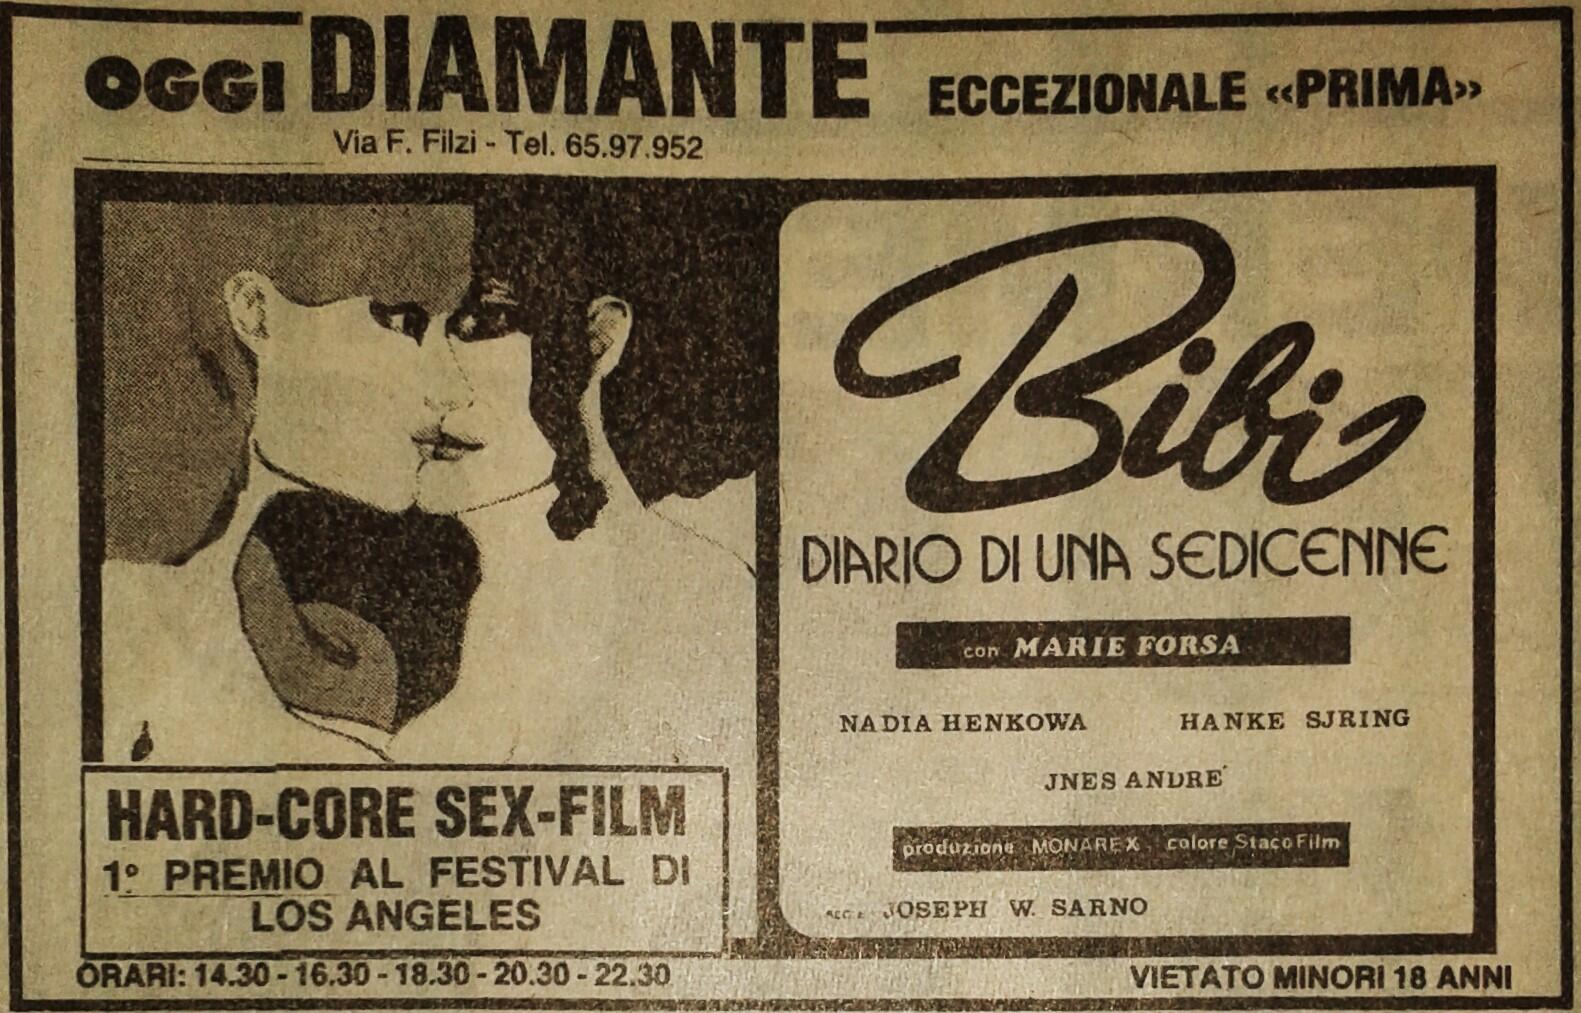 OGGI DIAMANTE ECCEZIONALE «PRIMA»
Via F. Filzi - Tel. 65.97.952
Bibi
DIARIO DI UNA SEDICENNE
con MARIE FORSA
NADIA HENKOWA HANKE SJRING
JNES ANDRE'
produzione MONAREX colore StacoFilm
JOSEPH W. SARNO
HARD-CORE SEX-FILM
1° PREMIO AL FESTIVAL DI
LOS ANGELES
ORARI: 14.30 - 16.30 - 18.30 - 20.30 - 22.30 VIETATO MINORI 18 ANNI